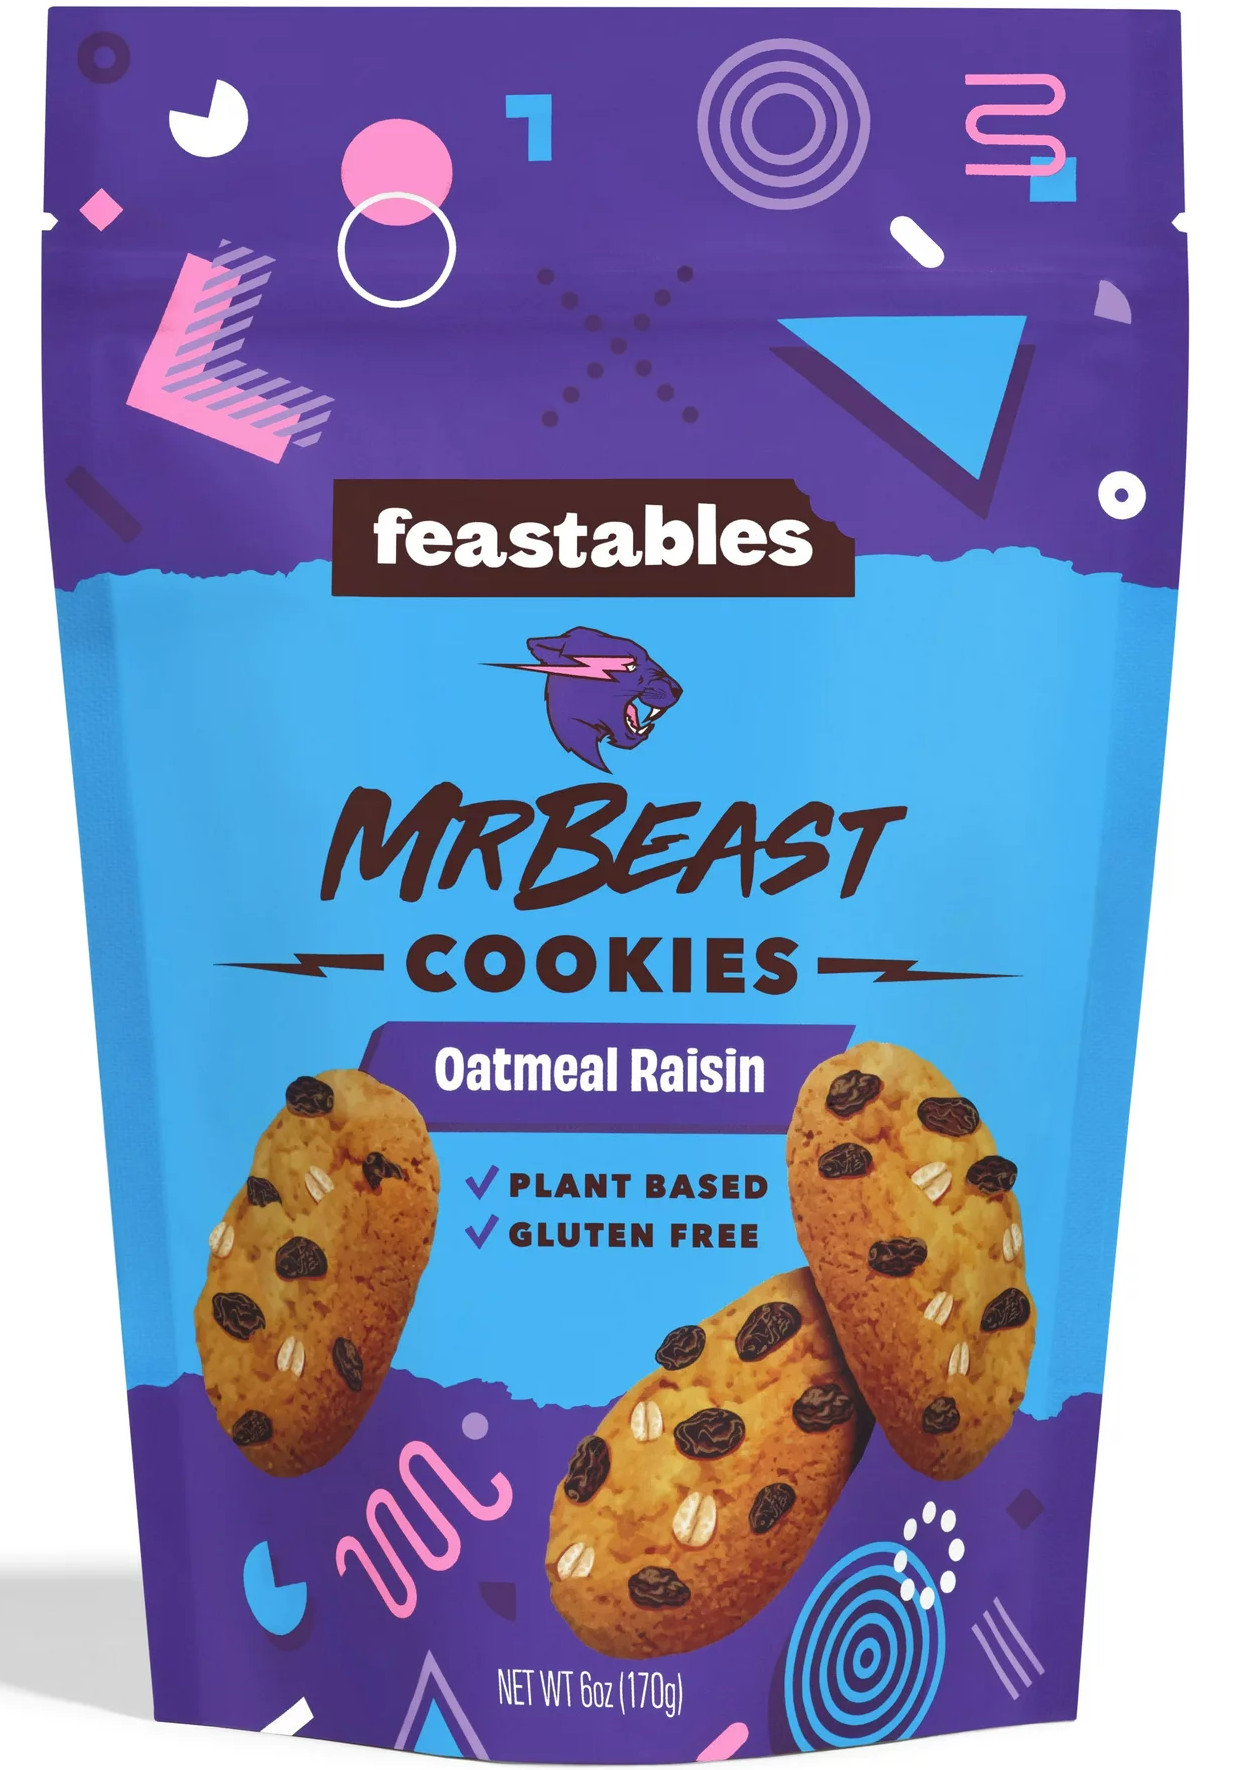 feastables
MRBEAST
COOKIES
Oatmeal Raisin
PLANT BASED
GLUTEN FREE
NET WT 6oz (170g)